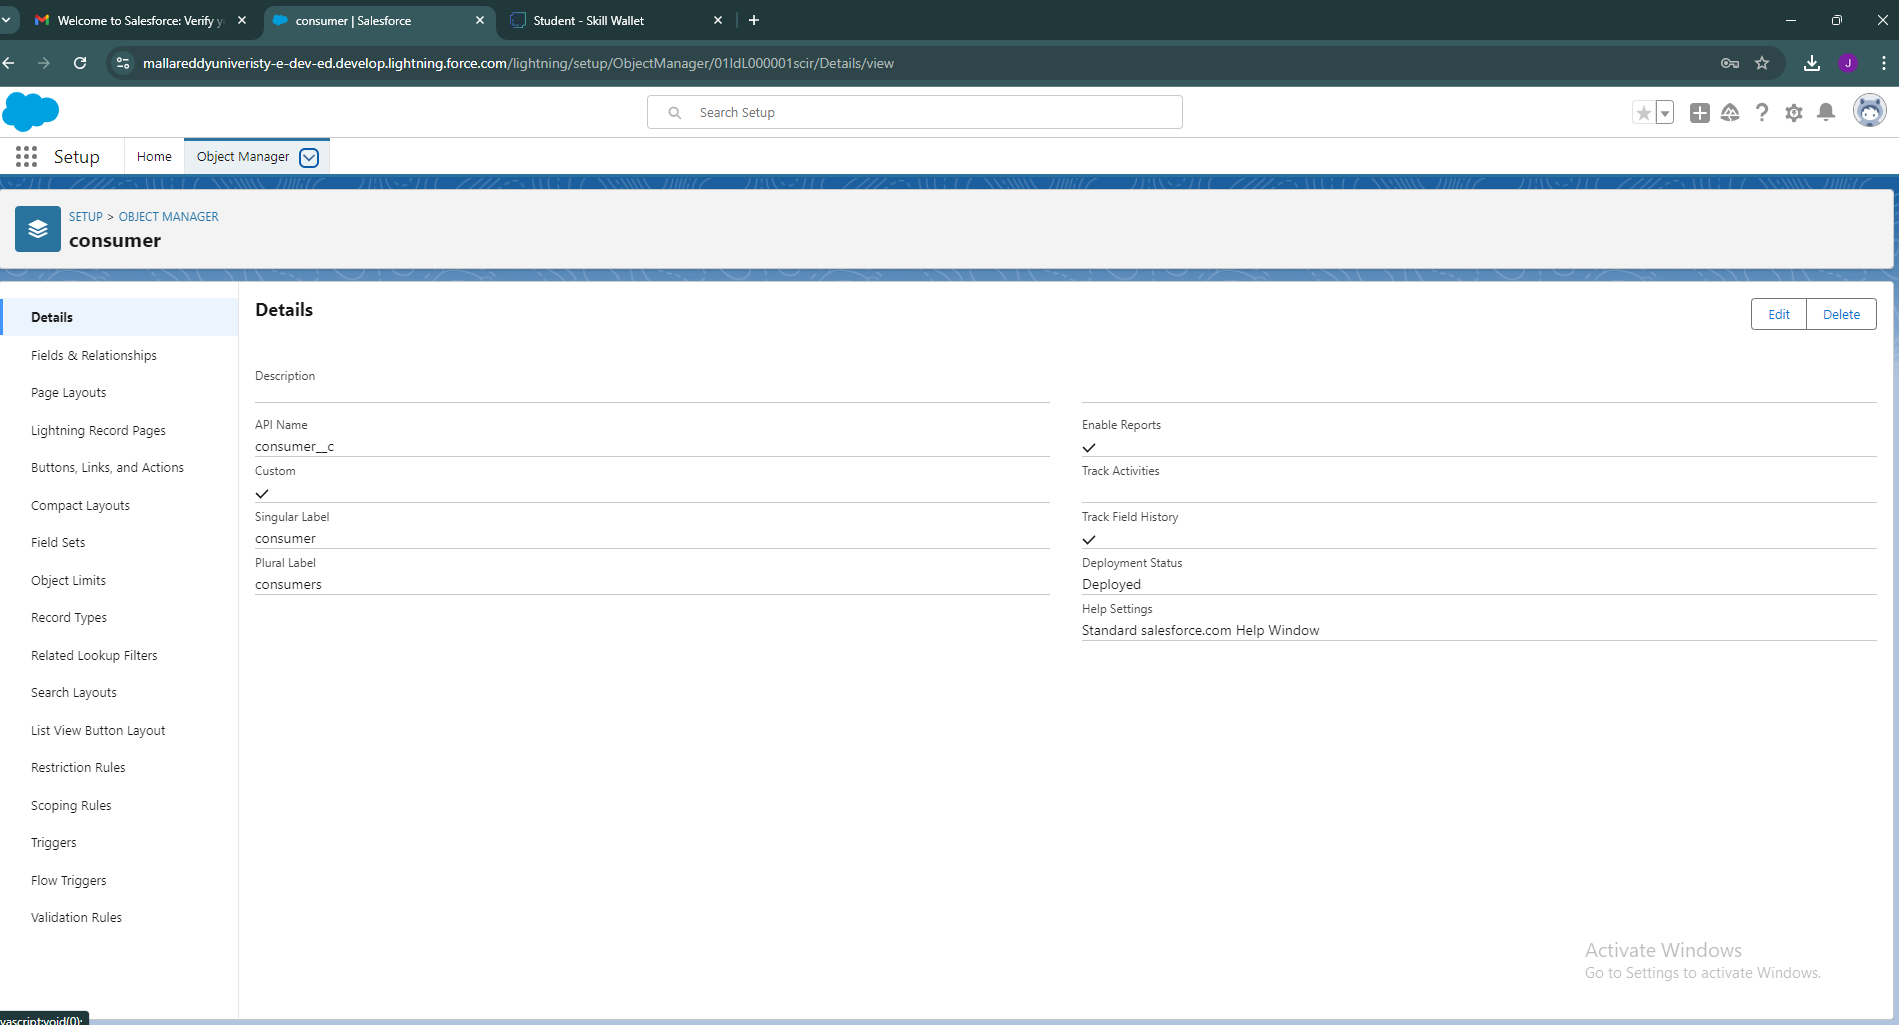 Welcome to Salesforce: Verify y
consumer | Salesforce
Student - Skill Wallet
mallareddyuniveristy-e-dev-ed.develop.lightning.force.com/lightning/setup/ObjectManager/01IdL000001scir/Details/view
J
Search Setup
Setup
Home
Object Manager
SETUP > OBJECT MANAGER
consumer
Details
Fields & Relationships
Page Layouts
Lightning Record Pages
Buttons, Links, and Actions
Compact Layouts
Field Sets
Object Limits
Record Types
Related Lookup Filters
Search Layouts
List View Button Layout
Restriction Rules
Scoping Rules
Triggers
Flow Triggers
Validation Rules
Details
Edit
Delete
Description
API Name
consumer__c
Custom
Singular Label
consumer
Plural Label
consumers
Enable Reports
Track Activities
Track Field History
Deployment Status
Deployed
Help Settings
Standard salesforce.com Help Window
Activate Windows
Go to Settings to activate Windows.
vascript:void(0);